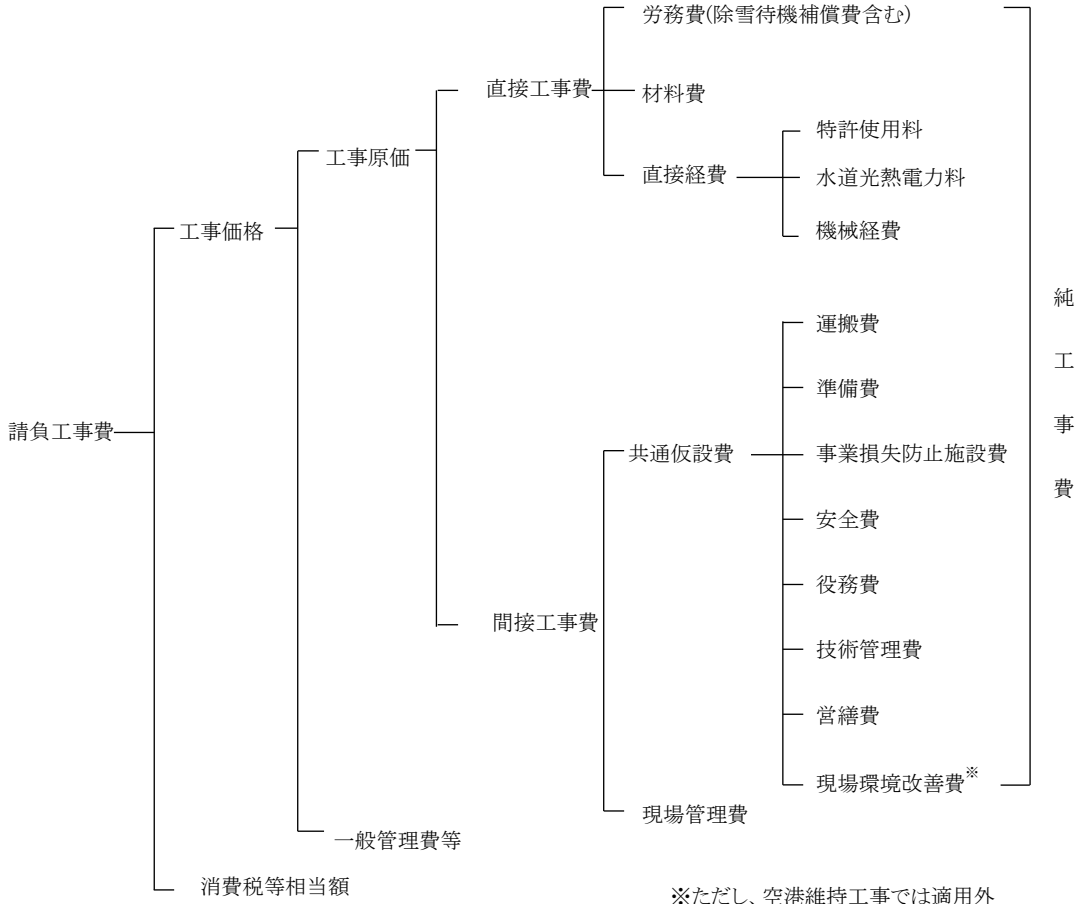 労務費(除雪待機補償費含む)
直接工事費
材料費
特許使用料
工事原価
直接経費
水道光熱電力料
工事価格
機械経費
純工事費
運搬費
準備費
請負工事費
共通仮設費
事業損失防止施設費
安全費
役務費
間接工事費
技術管理費
営繕費
現場環境改善費※
現場管理費
一般管理費等
消費税等相当額
※ただし、空港維持工事では適用外